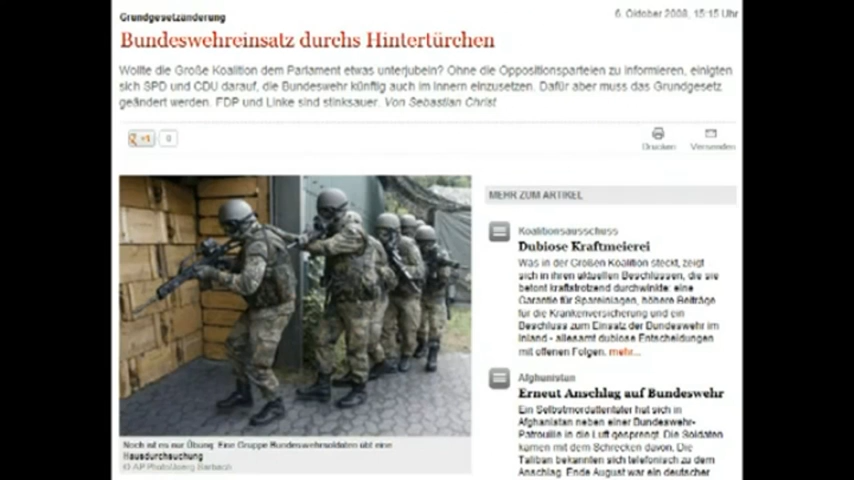 Grundgesetzänderung
6. Oktober 2008, 15:15 Uhr
Bundeswehreinsatz durchs Hintertürchen
Wollte die Große Koalition dem Parlament etwas unterjubeln? Ohne die Oppositionsparteien zu informieren, einigten
sich SPD und CDU darauf, die Bundeswehr künftig auch im Innern einzusetzen. Dafür aber muss das Grundgesetz
geändert werden. FDP und Linke sind stinksauer. Von Sebastian Christ
+1
0
Drucken
Versenden
MEHR ZUM ARTIKEL
Koalitionsausschuss
Dubiose Kraftmeierei
Was in der Großen Koalition steckt, zeigt
sich in ihren aktuellen Beschlüssen, die sie
betont kraftstrotzend durchwinkte: eine
Garantie für Spareinlagen, höhere Beiträge
für die Krankenversicherung und ein
Beschluss zum Einsatz der Bundeswehr im
Inland - allesamt dubiose Entscheidungen
mit offenen Folgen. mehr...
Afghanistan
Erneut Anschlag auf Bundeswehr
Ein Selbstmordattentäter hat sich in
Afghanistan neben einer Bundeswehr-
Patrouille in die Luft gesprengt. Die Soldaten
kamen mit dem Schrecken davon. Die
Taliban bekannten sich telefonisch zu dem
Anschlag. Ende August war ein deutscher
Noch ist es nur Übung: Eine Gruppe Bundeswehrsoldaten übt eine
Hausdurchsuchung
© AP Photo/Joerg Sarbach